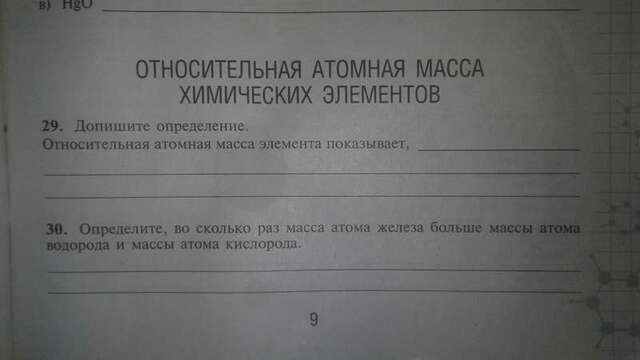 в) HgO
ОТНОСИТЕЛЬНАЯ АТОМНАЯ МАССА
ХИМИЧЕСКИХ ЭЛЕМЕНТОВ
29. Допишите определение.
Относительная атомная масса элемента показывает,
30. Определите, во сколько раз масса атома железа больше массы атома
водорода и массы атома кислорода.
9